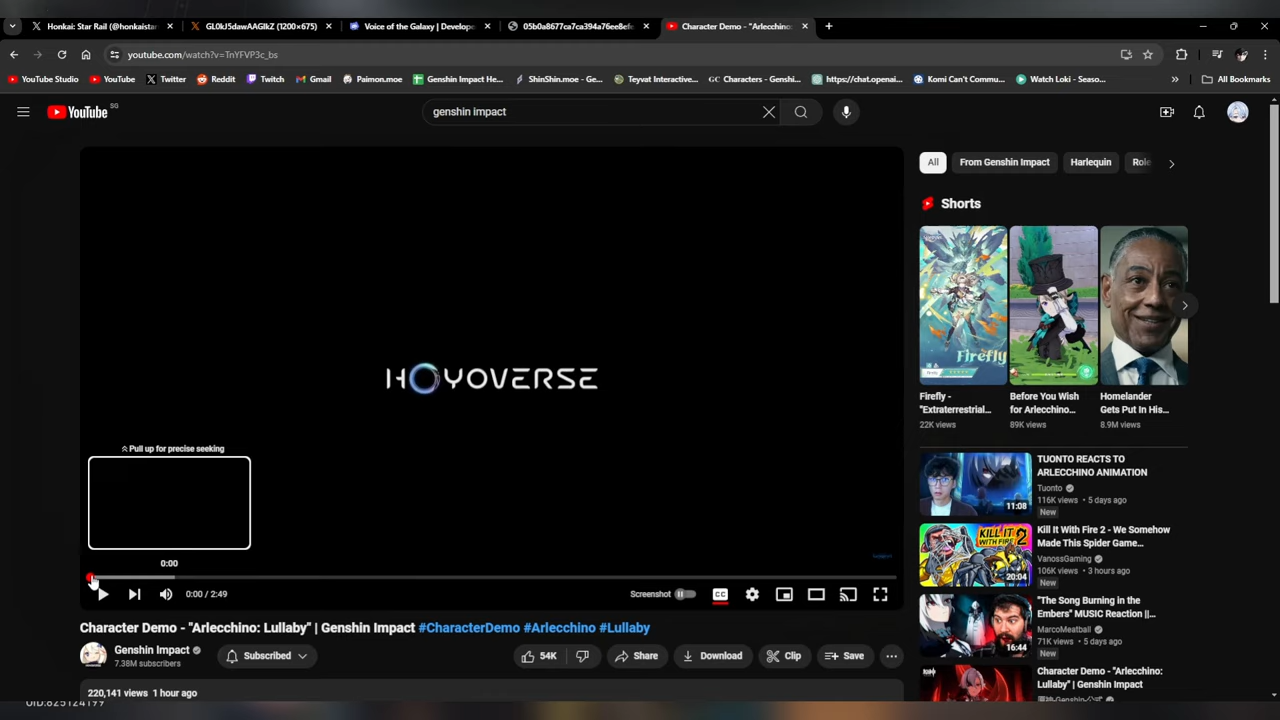 Honkai: Star Rail (@honkaistar
GL0kJ5dawAAGlkZ (1200×675)
Voice of the Galaxy | Develope
05b0a8677ca7ca394a76ee8efe
Character Demo - "Arlecchino:
youtube.com/watch?v=TnYFVP3c_bs
YouTube Studio
YouTube
Twitter
Reddit
Twitch
Gmail
Paimon.moe
Genshin Impact He...
ShinShin.moe - Ge...
Teyvat Interactive...
GC Characters - Genshi...
https://chat.openai...
Komi Can't Commu...
Watch Loki - Seaso...
All Bookmarks
YouTube SG
genshin impact
All
From Genshin Impact
Harlequin
Role
Shorts
HOYOVERSE
Firefly
Firefly -
"Extraterrestrial...
22K views
Before You Wish
for Arlecchino...
89K views
Homelander
Gets Put In His...
8.9M views
Pull up for precise seeking
0:00
0:00 / 2:49
Screenshot
CC
TUONTO REACTS TO
ARLECCHINO ANIMATION
Tuonto
116K views • 5 days ago
New
11:08
Kill It With Fire 2 - We Somehow
Made This Spider Game...
VanossGaming
106K views • 3 hours ago
New
20:04
"The Song Burning in the
Embers" MUSIC Reaction ||...
MarcoMeatball
71K views • 5 days ago
New
16:44
Character Demo - "Arlecchino:
Lullaby" | Genshin Impact
Character Demo - "Arlecchino: Lullaby" | Genshin Impact #CharacterDemo #Arlecchino #Lullaby
Genshin Impact
7.38M subscribers
Subscribed
54K
Share
Download
Clip
Save
220,141 views 1 hour ago
UID:825124199